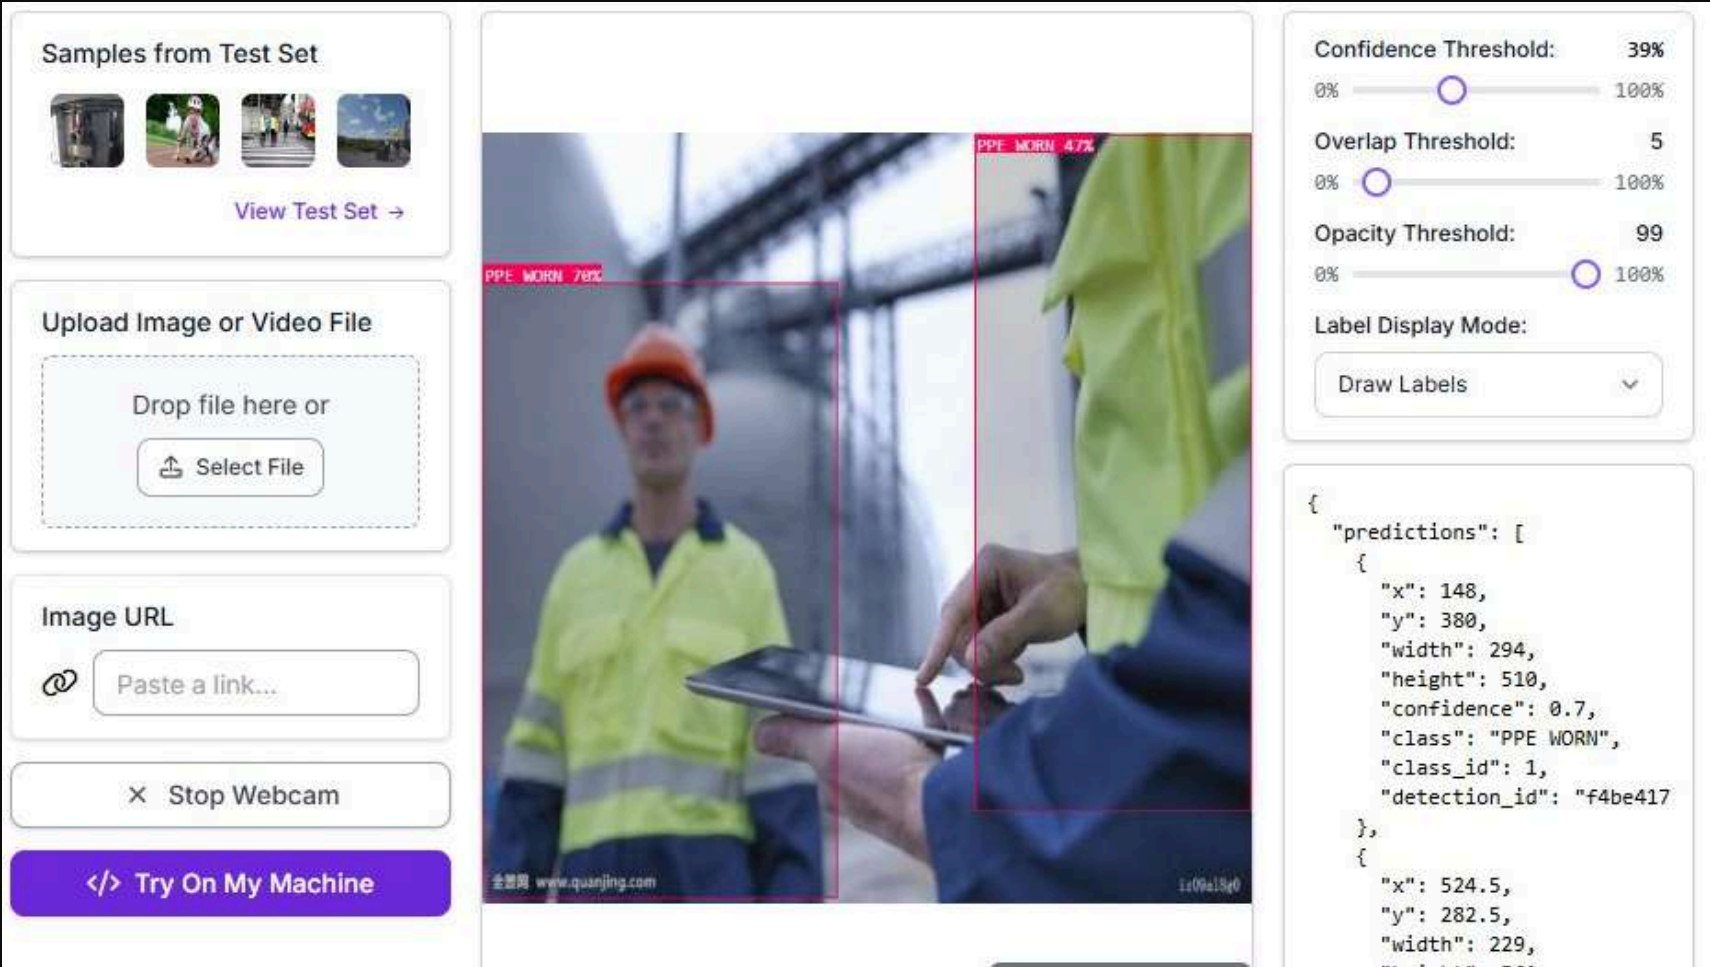 Samples from Test Set
View Test Set →
Upload Image or Video File
Drop file here or
Select File
Image URL
Paste a link...
× Stop Webcam
</> Try On My Machine
PPE WORN 47%
PPE WORN 70%
全景网 www.quanjing.com
Confidence Threshold: 39%
0% 100%
Overlap Threshold: 5
0% 100%
Opacity Threshold: 99
0% 100%
Label Display Mode:
Draw Labels
{
"predictions": [
{
"x": 148,
"y": 380,
"width": 294,
"height": 510,
"confidence": 0.7,
"class": "PPE WORN",
"class_id": 1,
"detection_id": "f4be417
},
{
"x": 524.5,
"y": 282.5,
"width": 229,